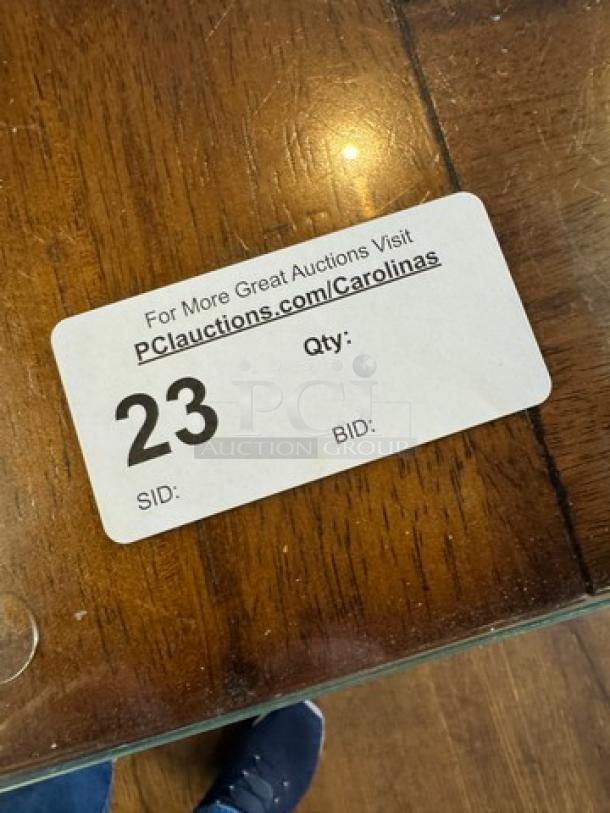 For More Great Auctions Visit
PCIauctions.com/Carolinas
Qty:
23
BID:
SID:
PCI
AUCTION GROUP